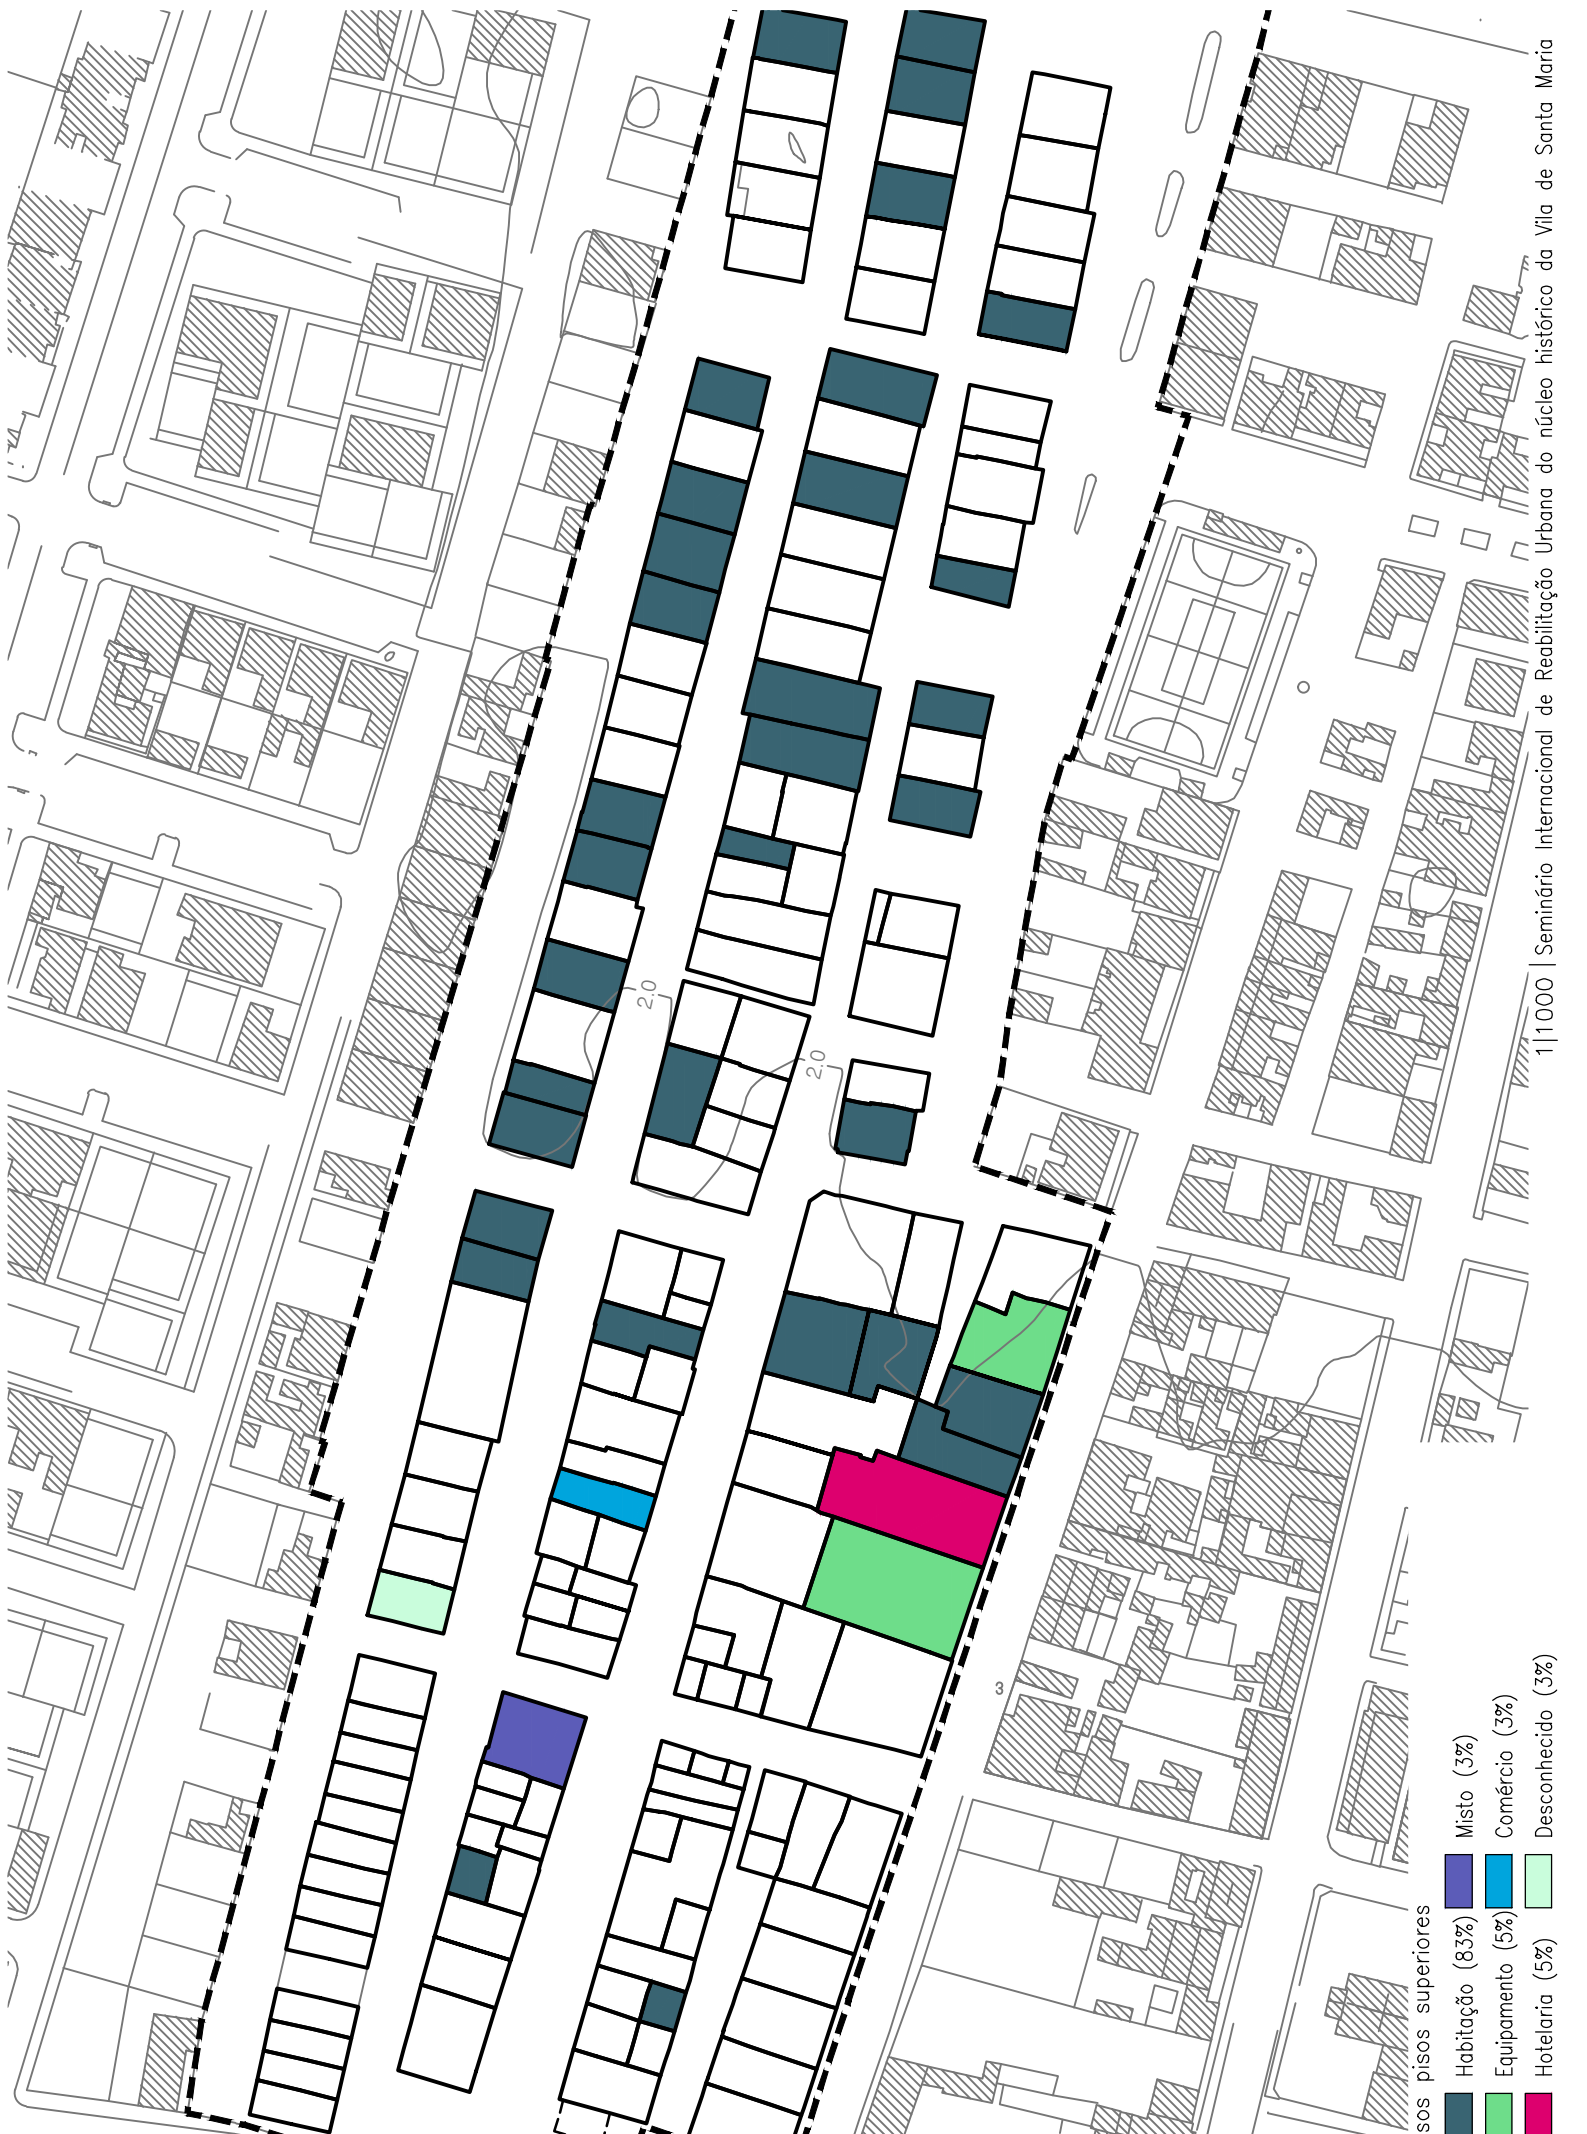 1|1000 | Seminário Internacional de Reabilitação Urbana do núcleo histórico da Vila de Santa Maria
sos pisos superiores
Habitação (83%)
Misto (3%)
Equipamento (5%)
Comércio (3%)
Hotelaria (5%)
Desconhecido (3%)
2.0
2.0
3